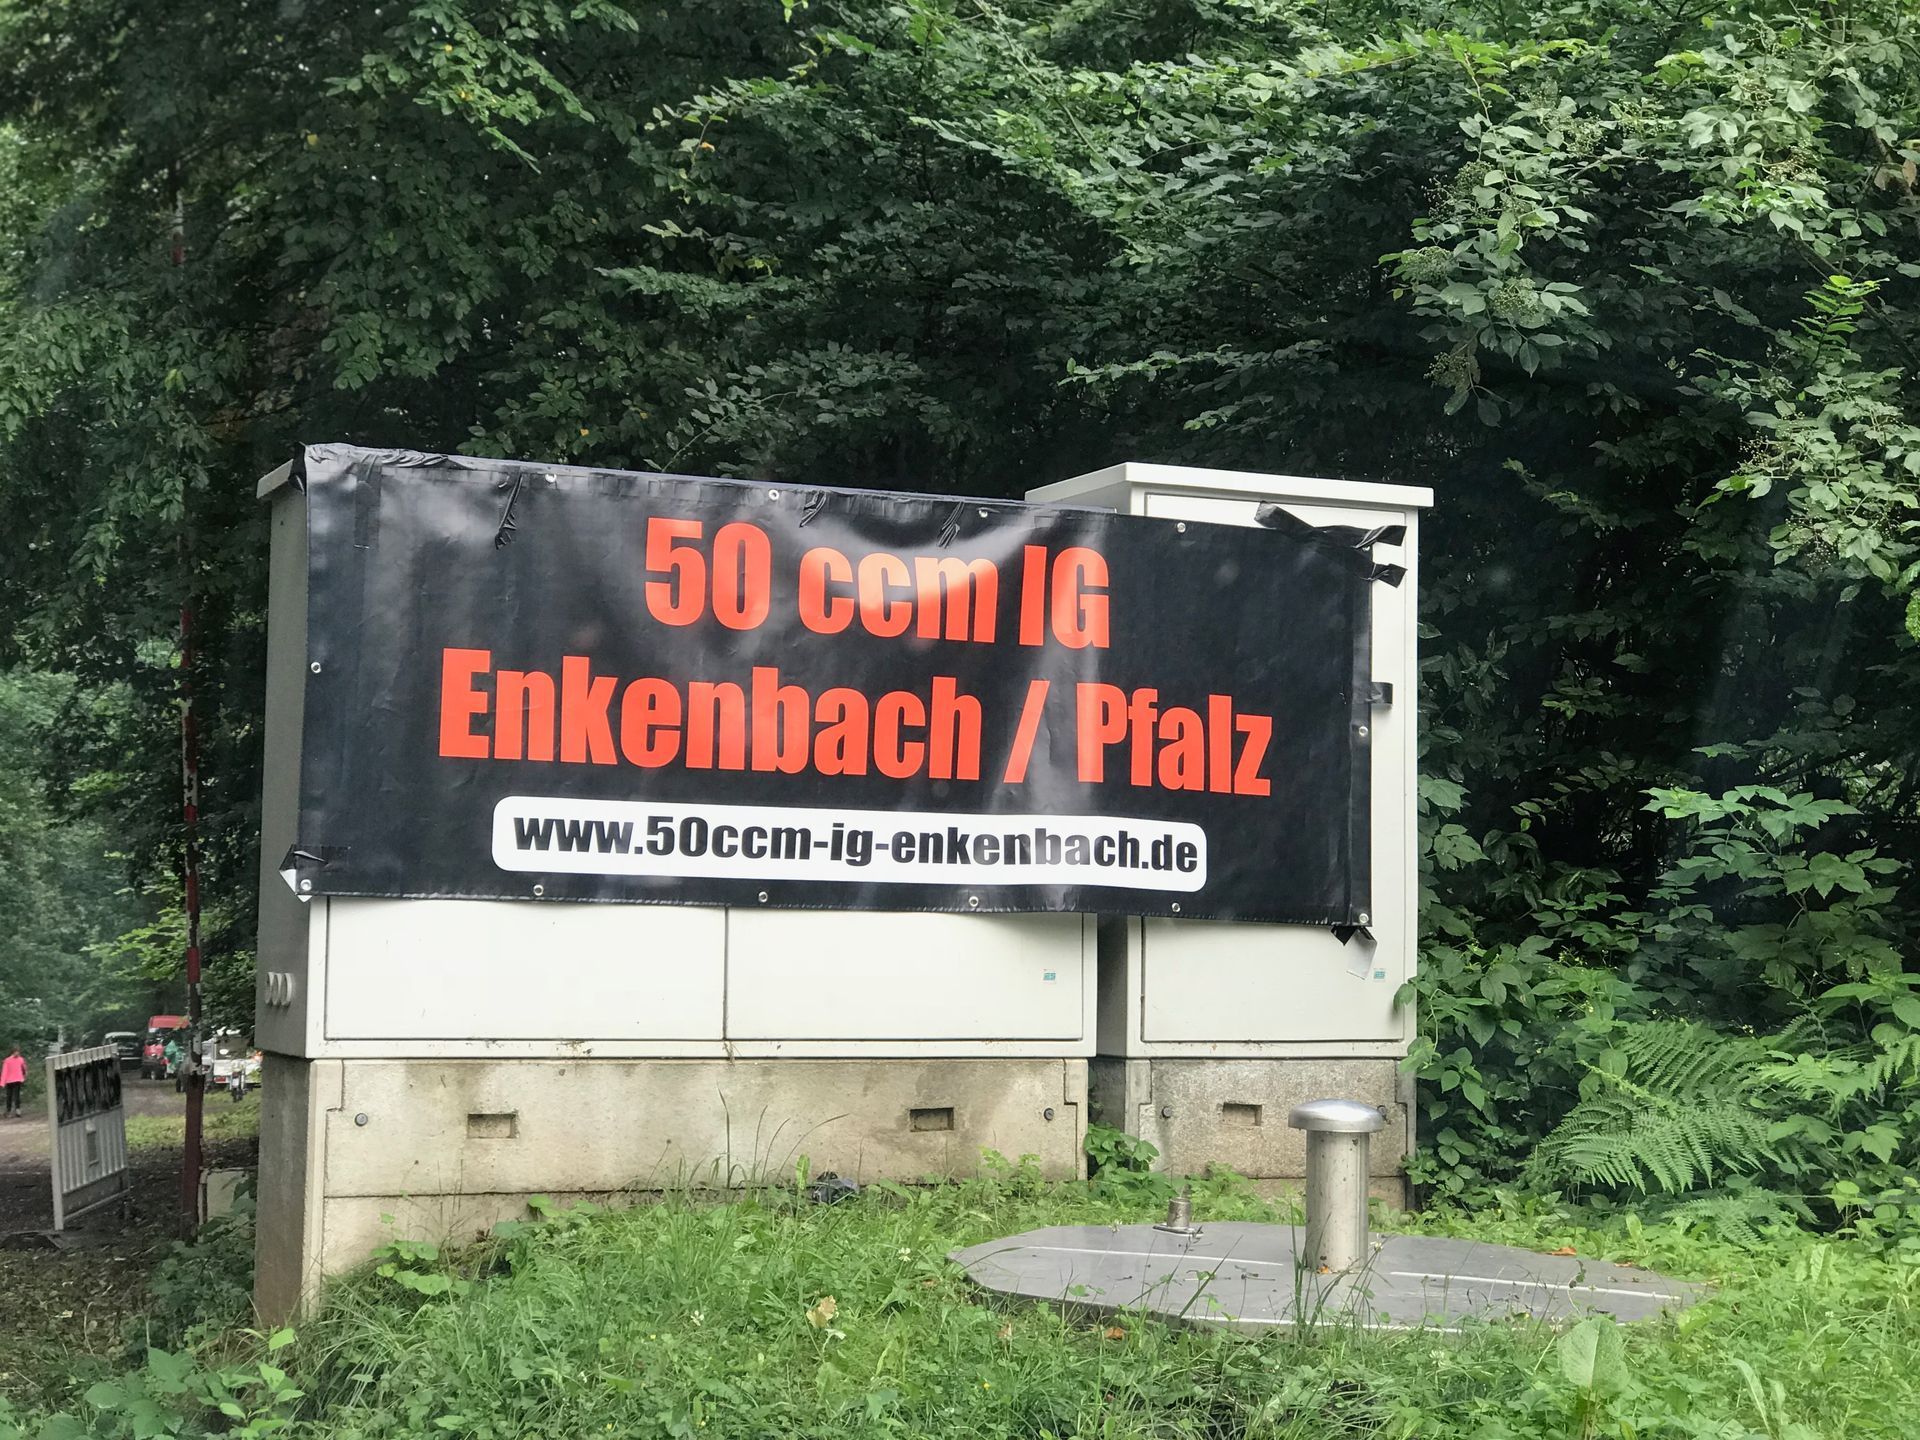 50 ccm IG
Enkenbach / Pfalz
www.50ccm-ig-enkenbach.de